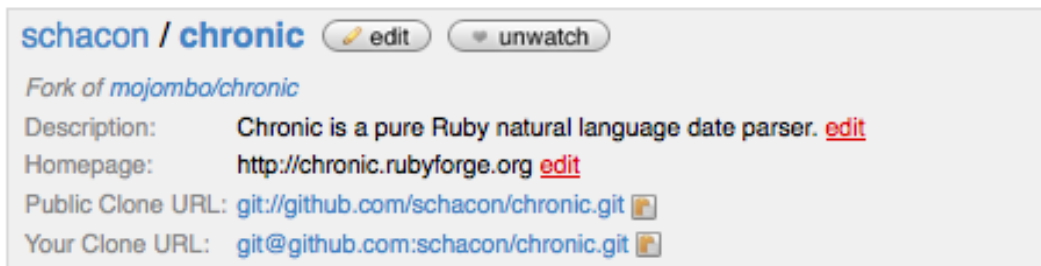 schacon / chronic edit unwatch
Fork of mojombo/chronic
Description: Chronic is a pure Ruby natural language date parser. edit
Homepage: http://chronic.rubyforge.org edit
Public Clone URL: git://github.com/schacon/chronic.git
Your Clone URL: git@github.com:schacon/chronic.git